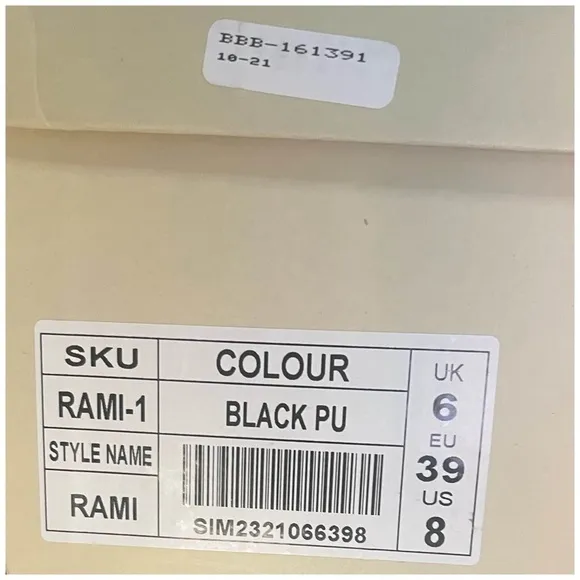 BBB-161391
10-21
SKU
COLOUR
RAMI-1
BLACK PU
STYLE NAME
RAMI
SIM2321066398
UK
6
EU
39
US
8